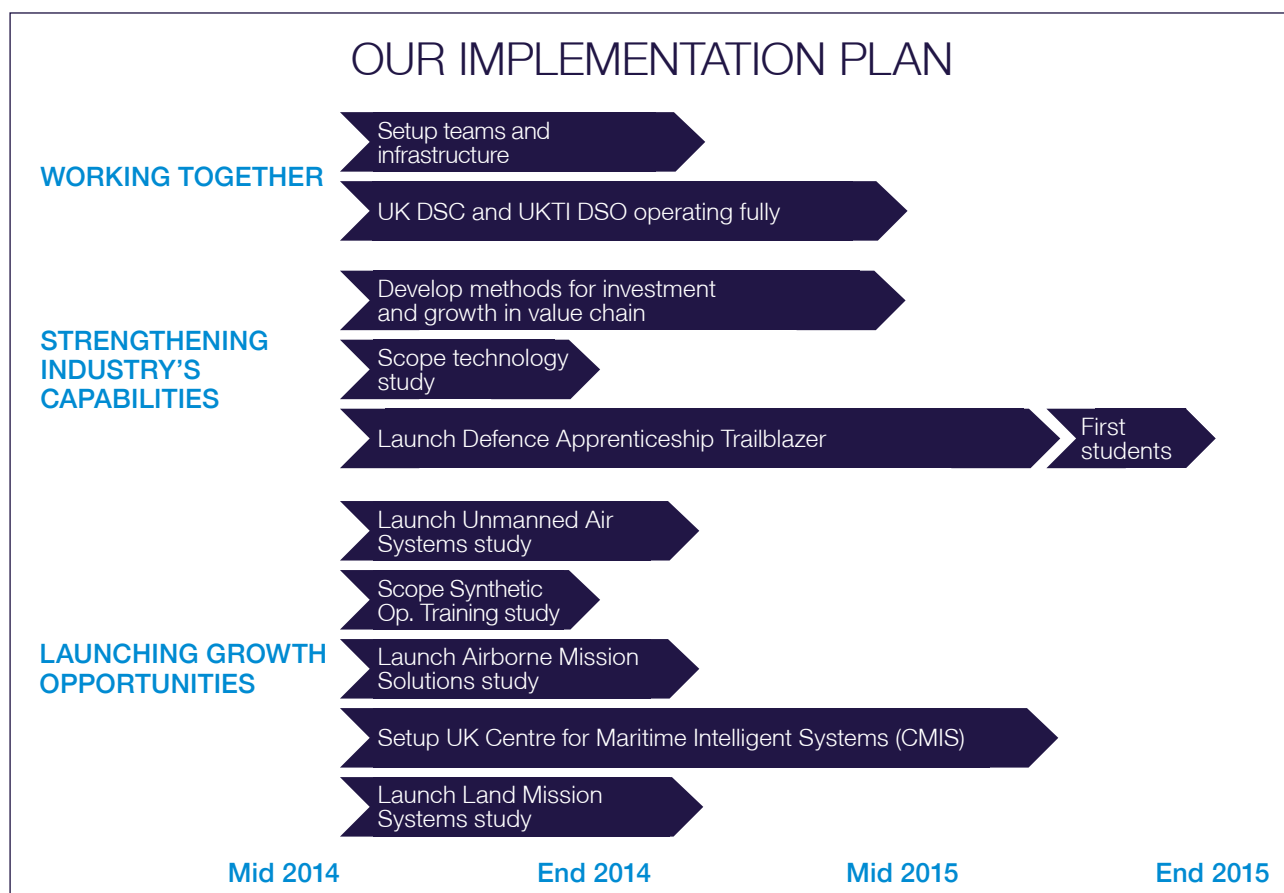 OUR IMPLEMENTATION PLAN
WORKING TOGETHER
Setup teams and
infrastructure
UK DSC and UKTI DSO operating fully
STRENGTHENING
INDUSTRY’S
CAPABILITIES
Develop methods for investment
and growth in value chain
Scope technology
study
Launch Defence Apprenticeship Trailblazer
First
students
LAUNCHING GROWTH
OPPORTUNITIES
Launch Unmanned Air
Systems study
Scope Synthetic
Op. Training study
Launch Airborne Mission
Solutions study
Setup UK Centre for Maritime Intelligent Systems (CMIS)
Launch Land Mission
Systems study
Mid 2014
End 2014
Mid 2015
End 2015